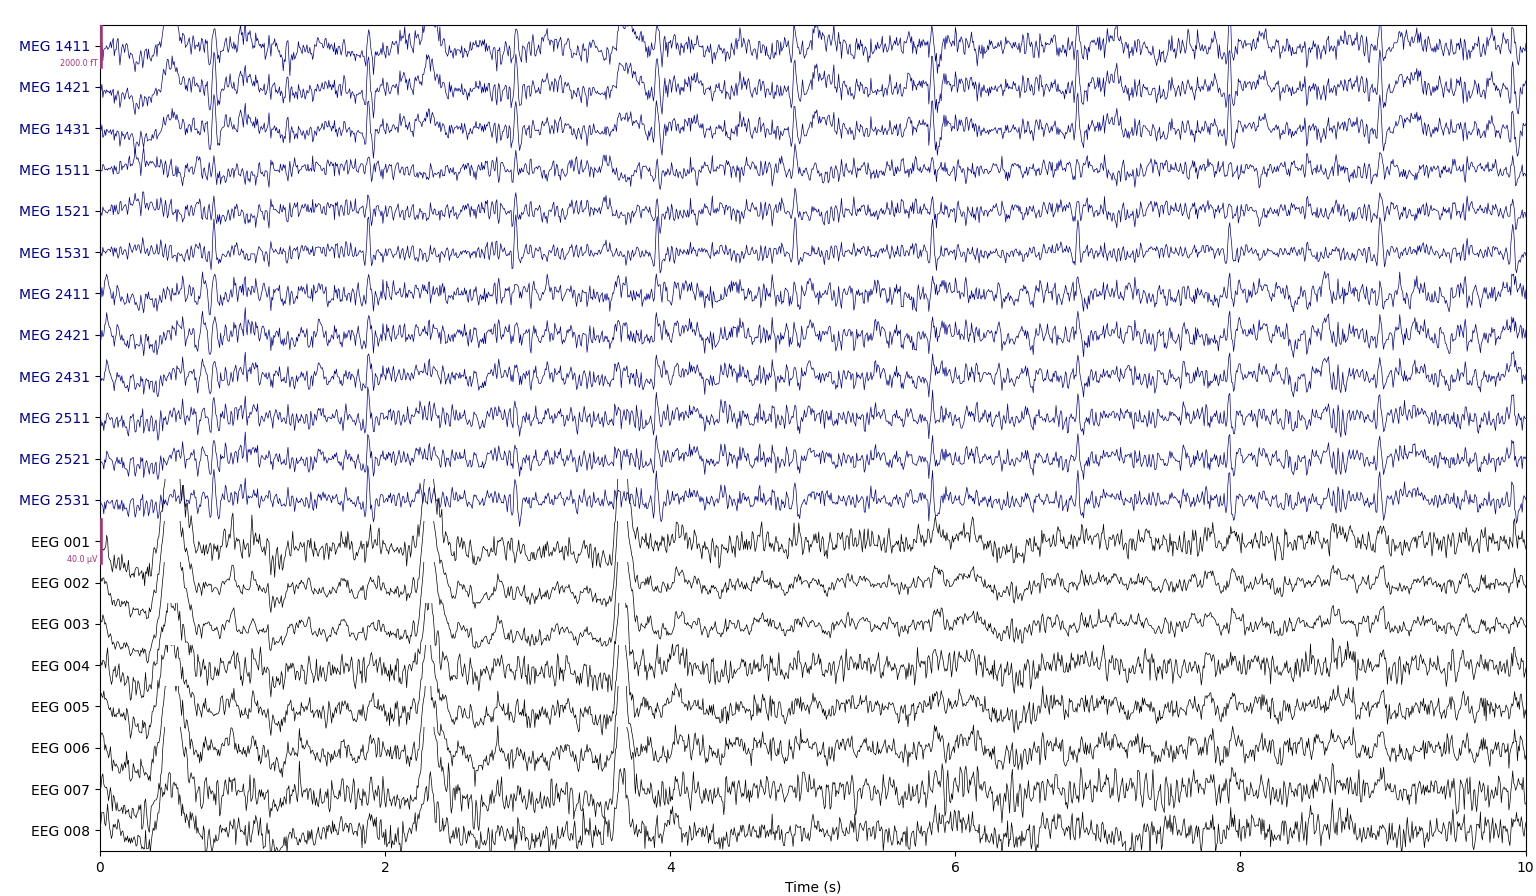 MEG 1411
2000.0 fT
MEG 1421
MEG 1431
MEG 1511
MEG 1521
MEG 1531
MEG 2411
MEG 2421
MEG 2431
MEG 2511
MEG 2521
MEG 2531
EEG 001
40.0 µV
EEG 002
EEG 003
EEG 004
EEG 005
EEG 006
EEG 007
EEG 008
0 2 4 6 8 10
Time (s)